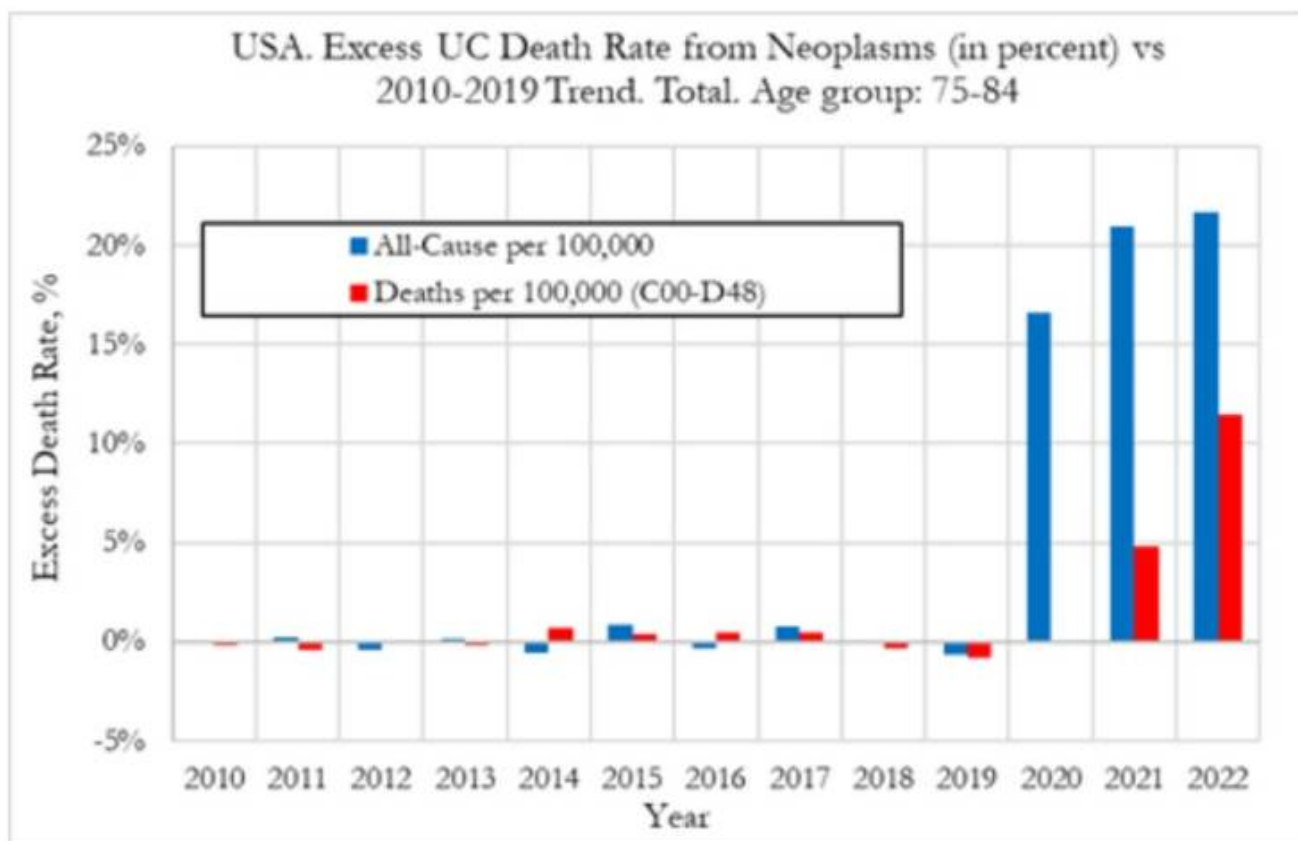 USA. Excess UC Death Rate from Neoplasms (in percent) vs
2010-2019 Trend. Total. Age group: 75-84
25%
All-Cause per 100,000
20%
Deaths per 100,000 (C00-D48)
15%
10%
5%
0%
-5%
Excess Death Rate, %
2010 2011 2012 2013 2014 2015 2016 2017 2018 2019 2020 2021 2022
Year